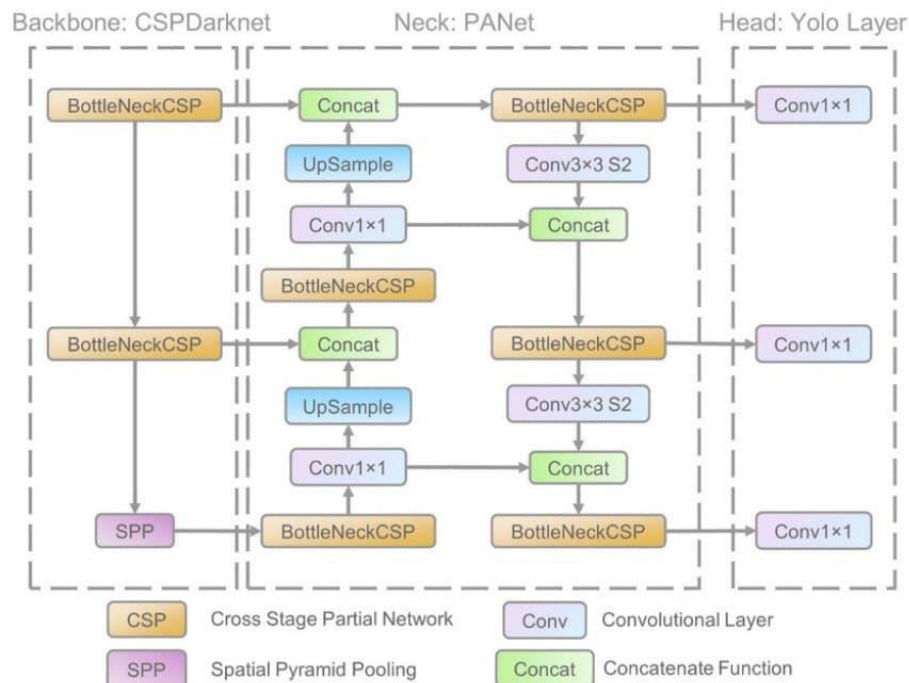 Backbone: CSPDarknet
Neck: PANet
Head: Yolo Layer
BottleNeckCSP
Concat
BottleNeckCSP
Conv1×1
UpSample
Conv3×3 S2
Conv1×1
Concat
BottleNeckCSP
BottleNeckCSP
Concat
BottleNeckCSP
Conv1×1
UpSample
Conv3×3 S2
Conv1×1
Concat
SPP
BottleNeckCSP
BottleNeckCSP
Conv1×1
CSP
Cross Stage Partial Network
Conv
Convolutional Layer
SPP
Spatial Pyramid Pooling
Concat
Concatenate Function